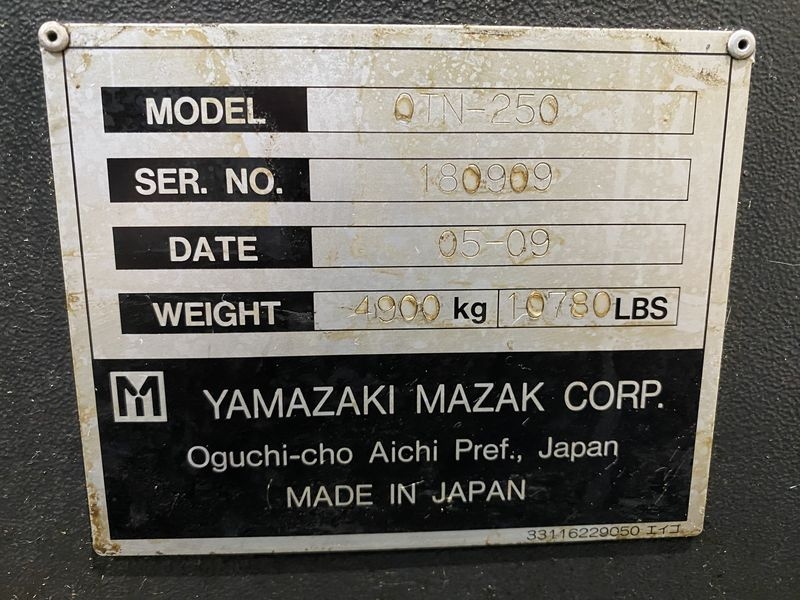 MODEL QTN-250
SER. NO. 180909
DATE 05-09
WEIGHT 4900 kg 10780 LBS
M YAMAZAKI MAZAK CORP.
Oguchi-cho Aichi Pref., Japan
MADE IN JAPAN
33116229050 エイコ